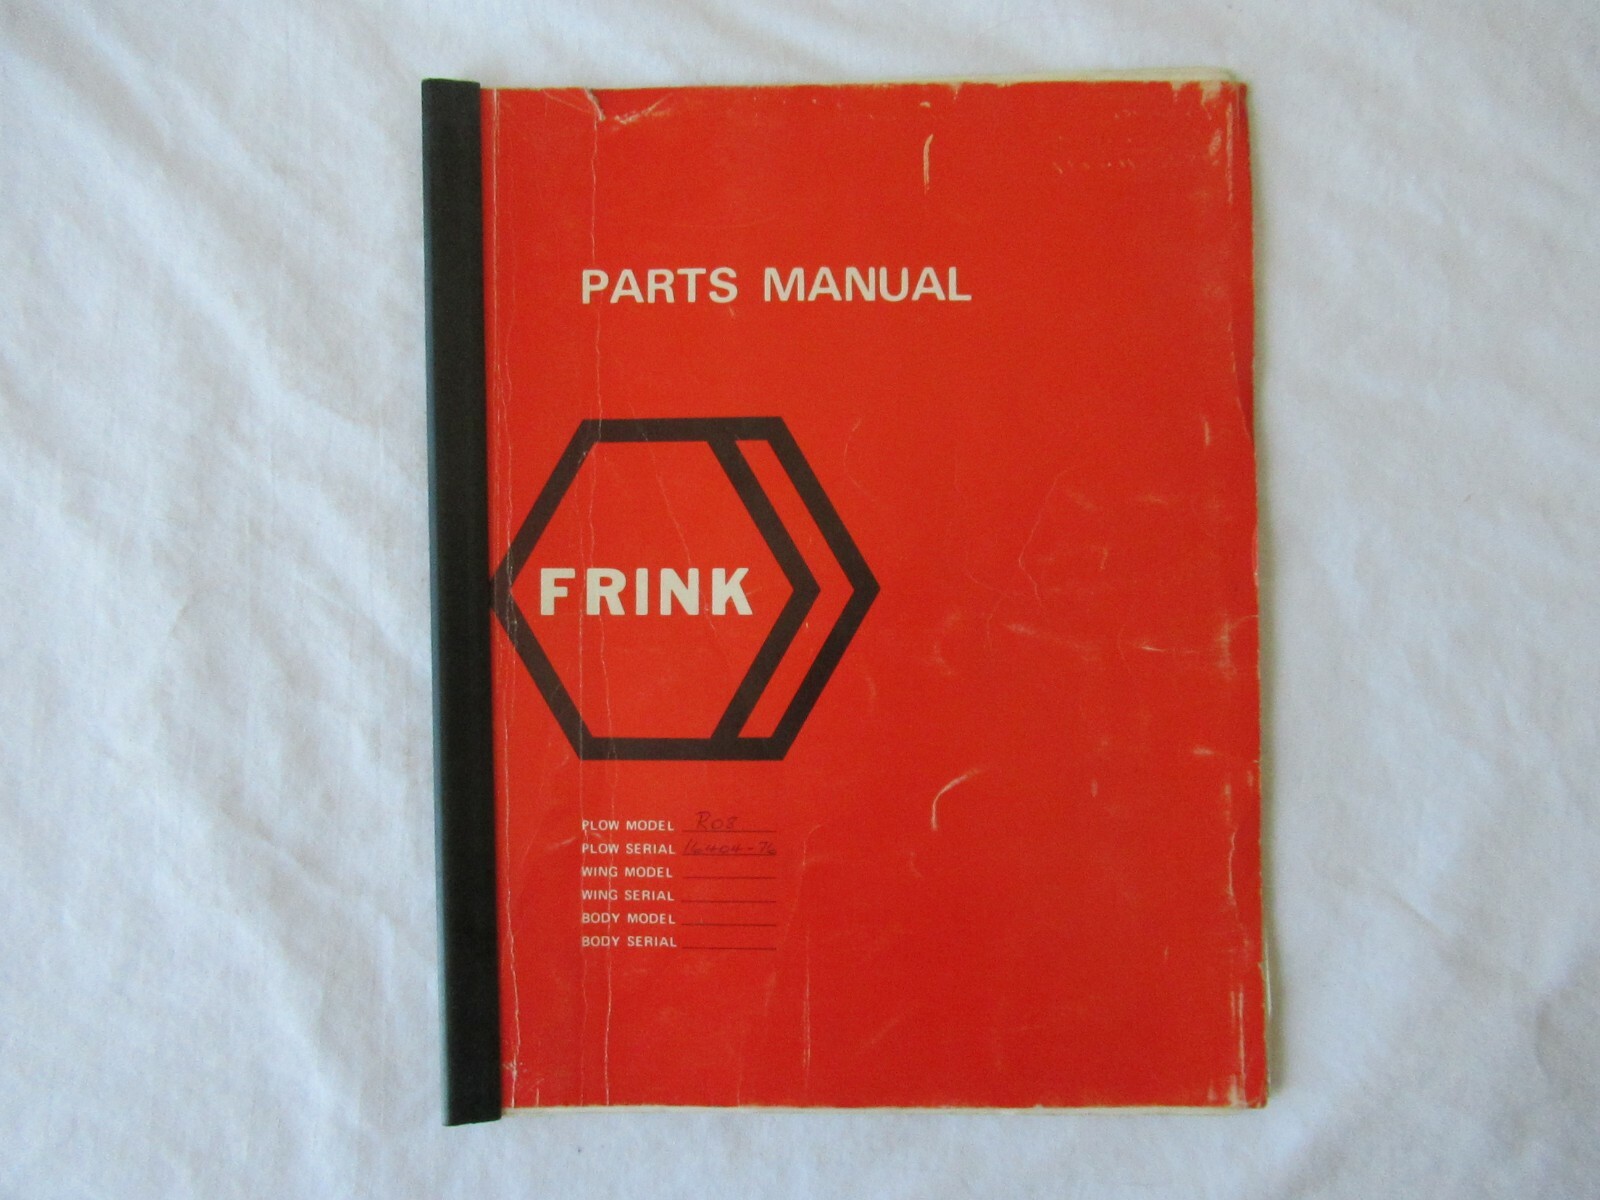 PARTS MANUAL
FRINK
PLOW MODEL R08
PLOW SERIAL 16404-76
WING MODEL
WING SERIAL
BODY MODEL
BODY SERIAL